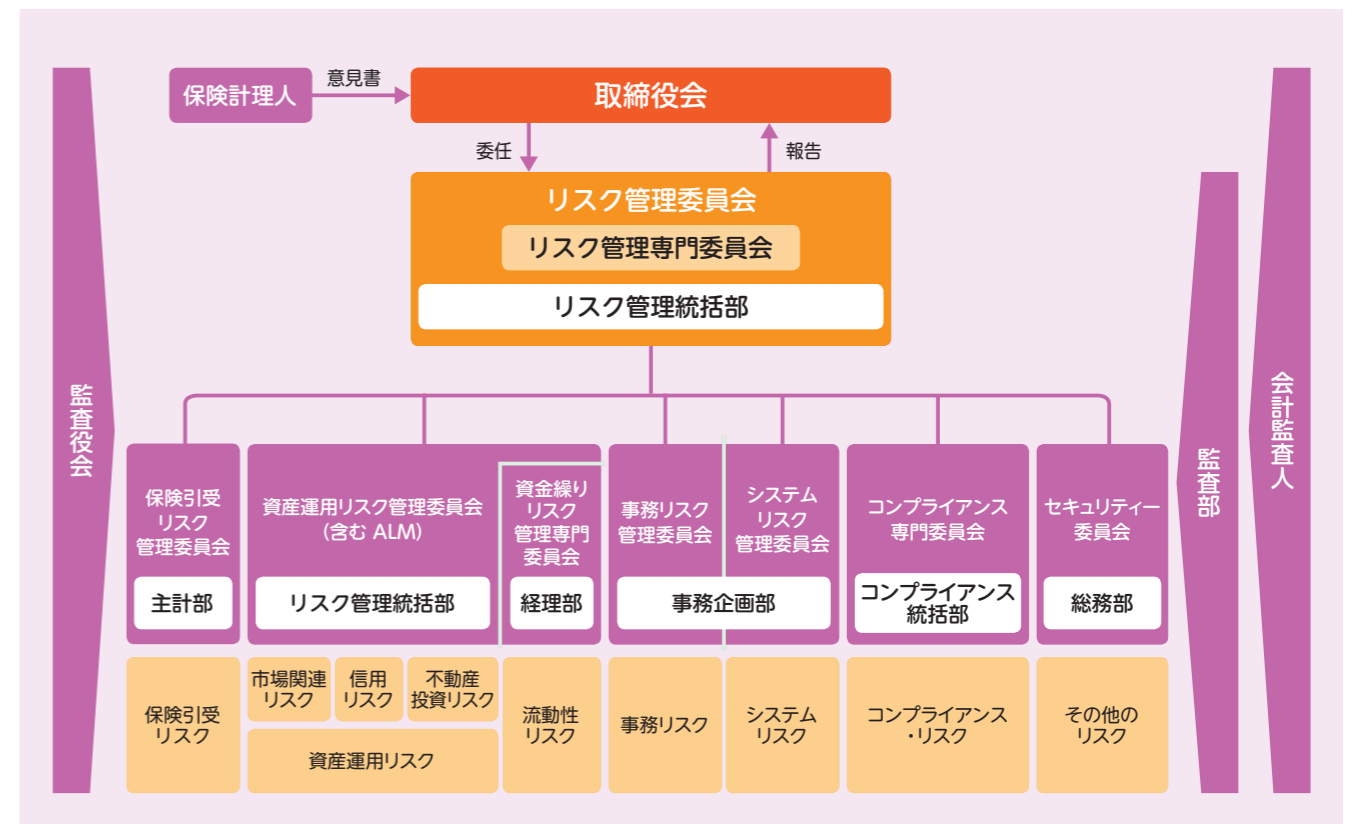 保険計理人
意見書
取締役会
委任
報告
リスク管理委員会
リスク管理専門委員会
リスク管理統括部
監査役会
会計監査人
監査部
保険引受
リスク
管理委員会
主計部
資産運用リスク管理委員会
(含む ALM)
リスク管理統括部
資金繰り
リスク
管理専門
委員会
経理部
事務リスク
管理委員会
システム
リスク
管理委員会
事務企画部
コンプライアンス
専門委員会
コンプライアンス
統括部
セキュリティー
委員会
総務部
保険引受
リスク
市場関連
リスク
信用
リスク
不動産
投資リスク
資産運用リスク
流動性
リスク
事務リスク
システム
リスク
コンプライアンス
・リスク
その他の
リスク